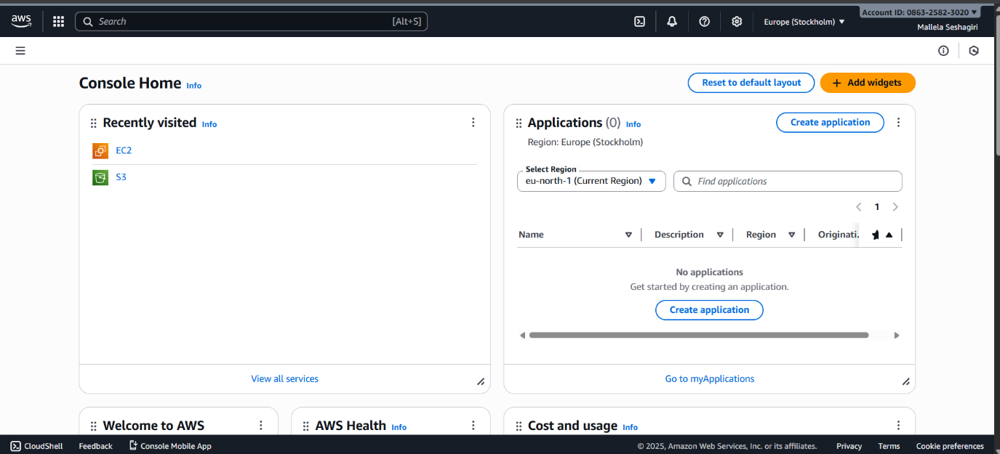 aws
Search [Alt+S]
Europe (Stockholm)
Account ID: 0863-2582-3020
Mallela Seshagiri
Console Home Info
Reset to default layout
Add widgets
Recently visited Info
EC2
S3
View all services
Applications (0) Info
Create application
Region: Europe (Stockholm)
Select Region
eu-north-1 (Current Region)
Find applications
1
Name Description Region Originati.
No applications
Get started by creating an application.
Create application
Go to myApplications
Welcome to AWS
AWS Health Info
Cost and usage Info
CloudShell Feedback Console Mobile App © 2025, Amazon Web Services, Inc. or its affiliates. Privacy Terms Cookie preferences